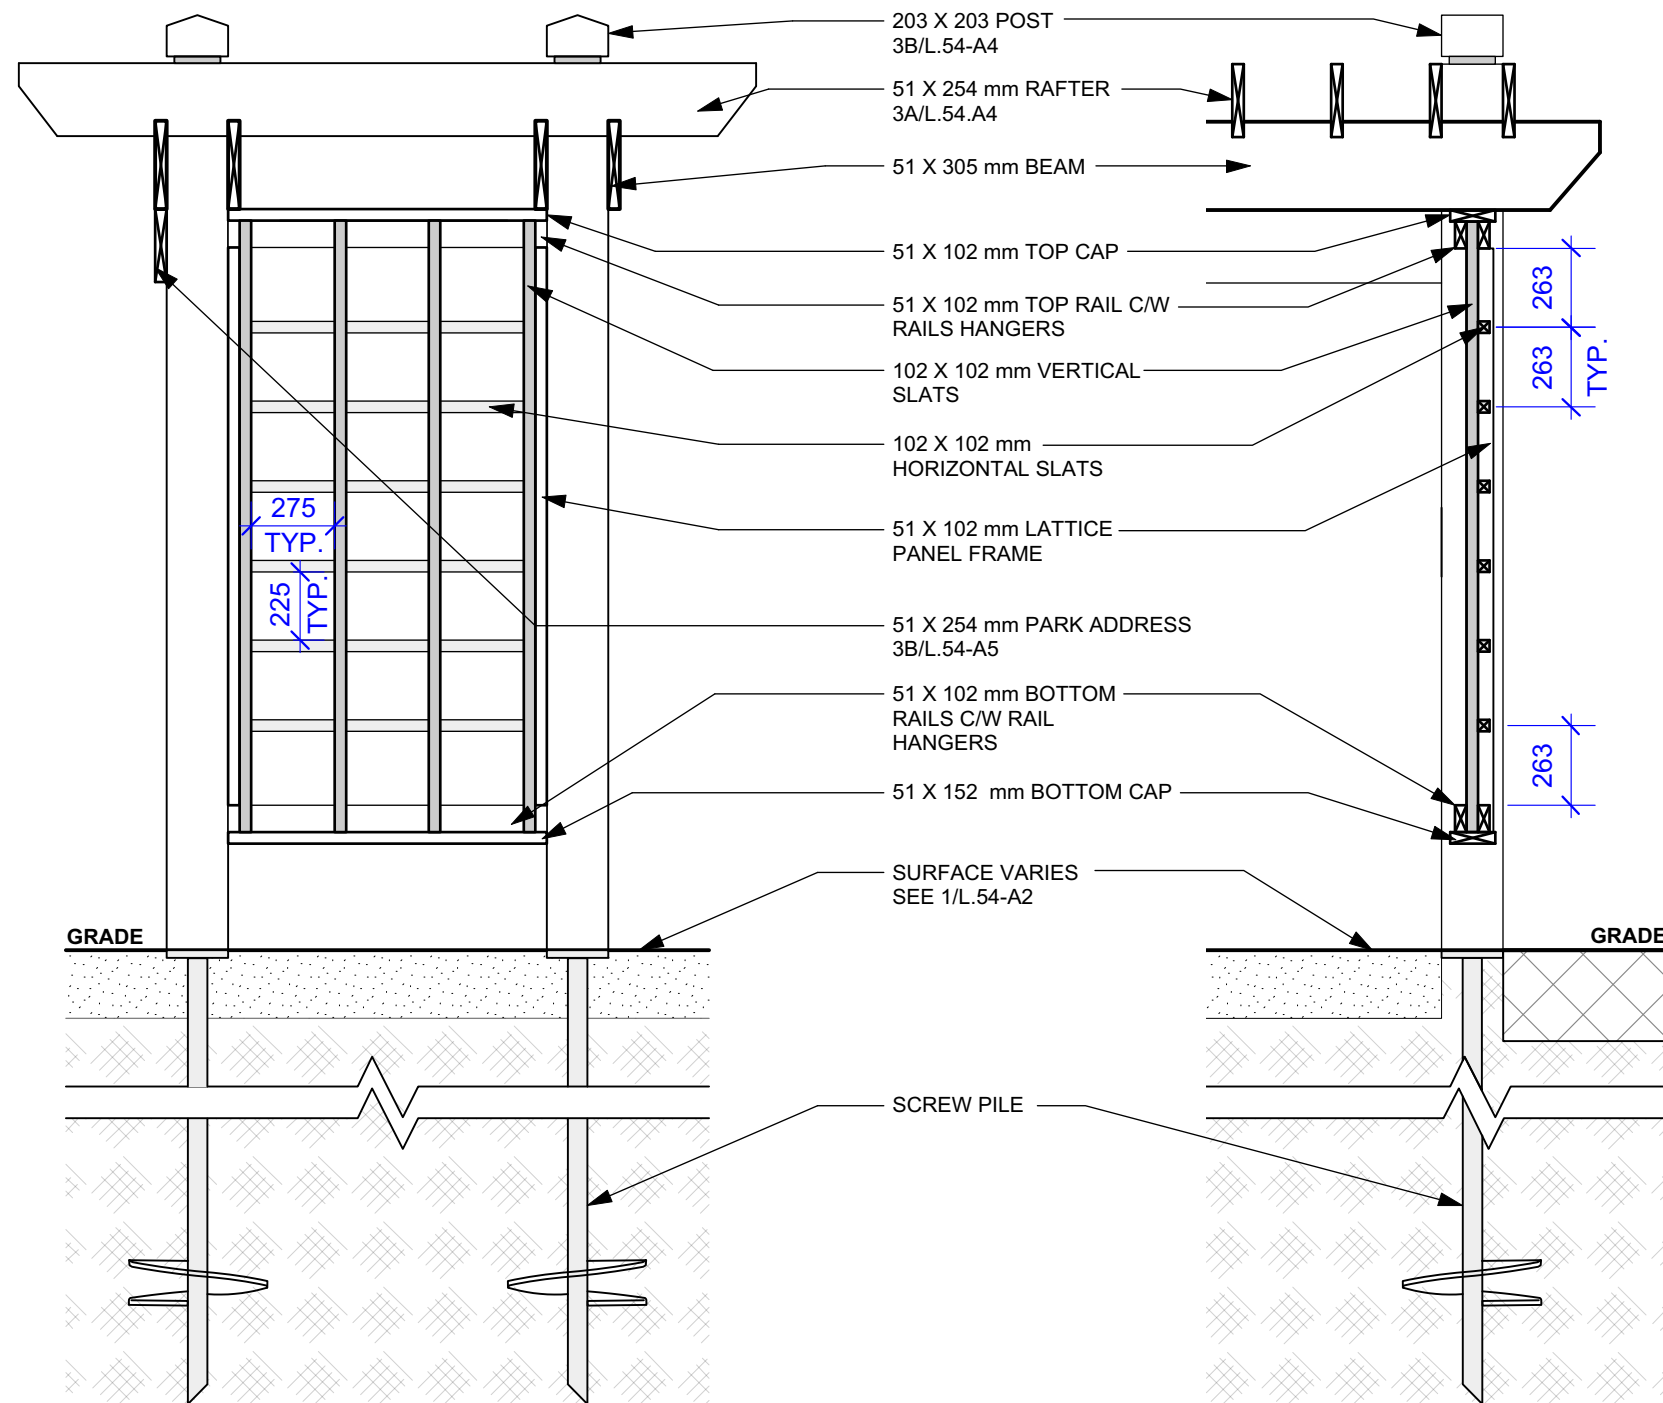 203 X 203 POST
3B/L.54-A4
51 X 254 mm RAFTER
3A/L.54.A4
51 X 305 mm BEAM
51 X 102 mm TOP CAP
51 X 102 mm TOP RAIL C/W
RAILS HANGERS
102 X 102 mm VERTICAL
SLATS
102 X 102 mm
HORIZONTAL SLATS
51 X 102 mm LATTICE
PANEL FRAME
51 X 254 mm PARK ADDRESS
3B/L.54-A5
51 X 102 mm BOTTOM
RAILS C/W RAIL
HANGERS
51 X 152 mm BOTTOM CAP
SURFACE VARIES
SEE 1/L.54-A2
SCREW PILE
275
TYP.
225
TYP.
263
263
TYP.
263
GRADE
GRADE